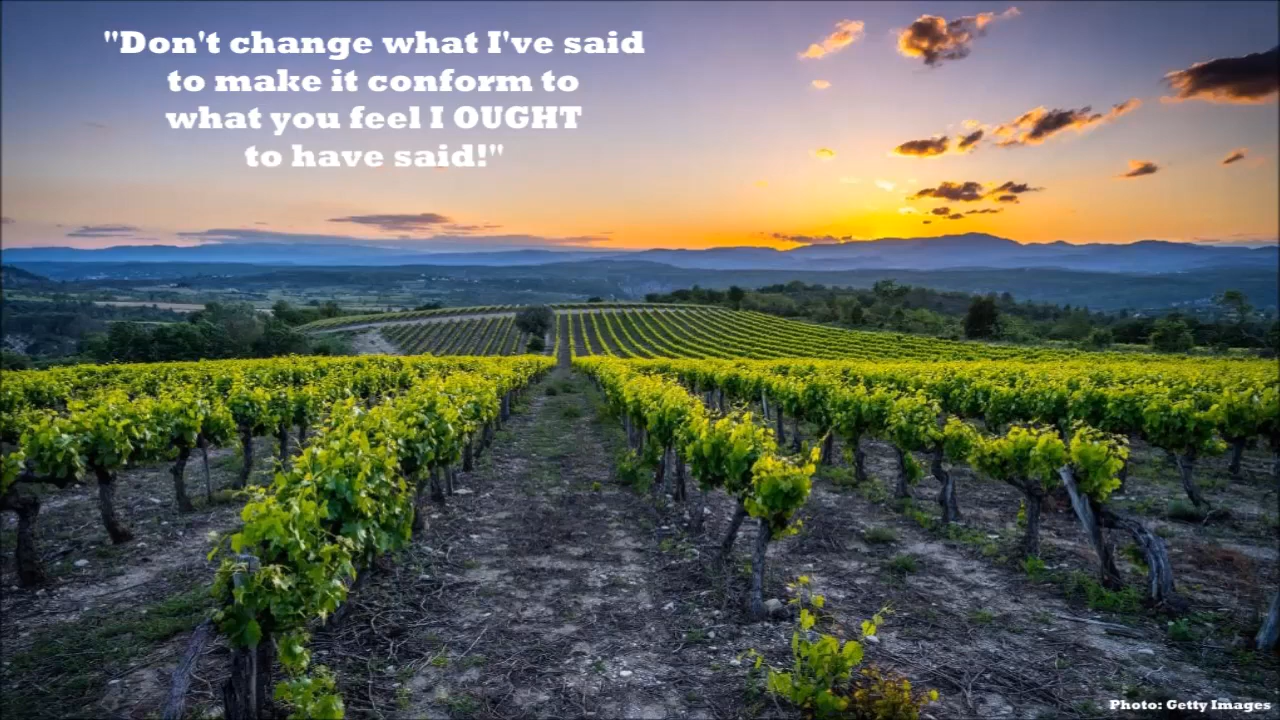 "Don't change what I've said
to make it conform to
what you feel I OUGHT
to have said!"
Photo: Getty Images